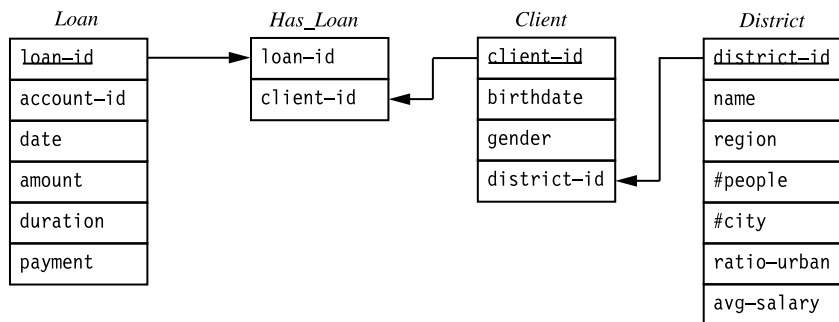 Loan
loan-id
account-id
date
amount
duration
payment
Has_Loan
loan-id
client-id
Client
client-id
birthdate
gender
district-id
District
district-id
name
region
#people
#city
ratio-urban
avg-salary